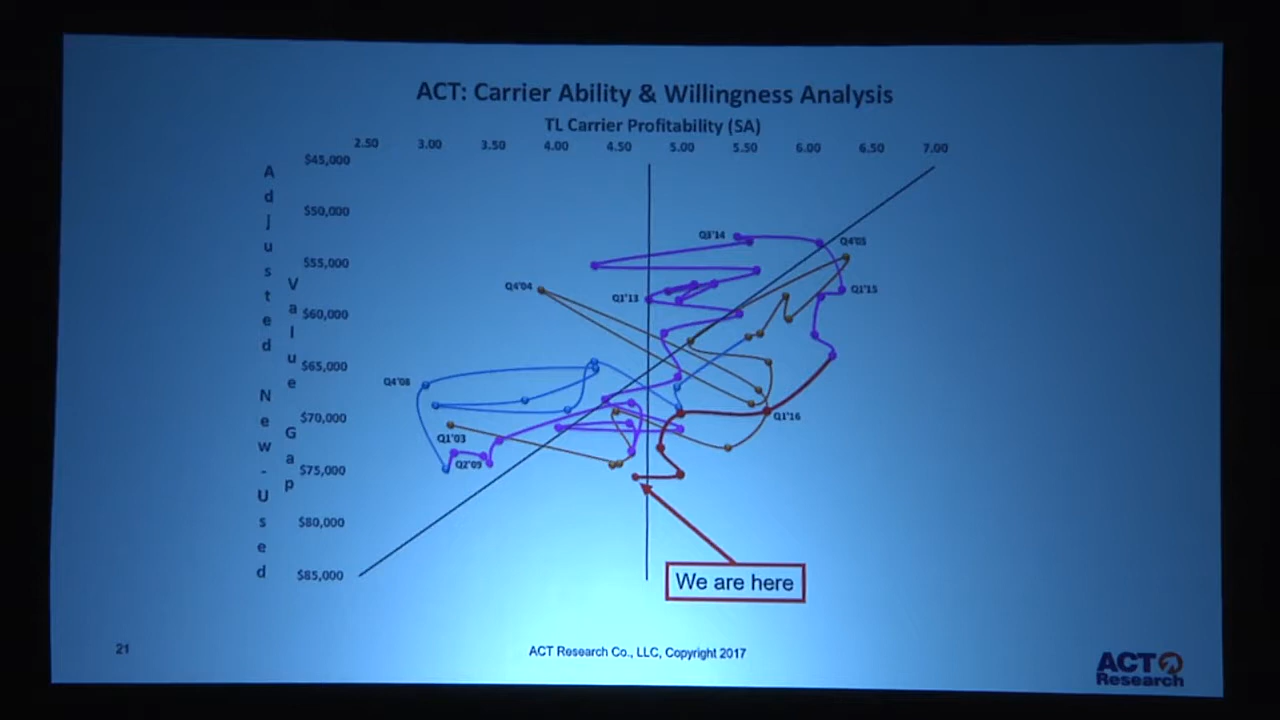 ACT: Carrier Ability & Willingness Analysis
TL Carrier Profitability (SA)
2.50 3.00 3.50 4.00 4.50 5.00 5.50 6.00 6.50 7.00
Adjusted New-Used
Value Gap
$45,000
$50,000
$55,000
$60,000
$65,000
$70,000
$75,000
$80,000
$85,000
Q3'14
Q4'05
Q4'04
Q1'13
Q1'15
Q4'08
Q1'16
Q1'03
Q2'09
We are here
21
ACT Research Co., LLC, Copyright 2017
ACT
Research